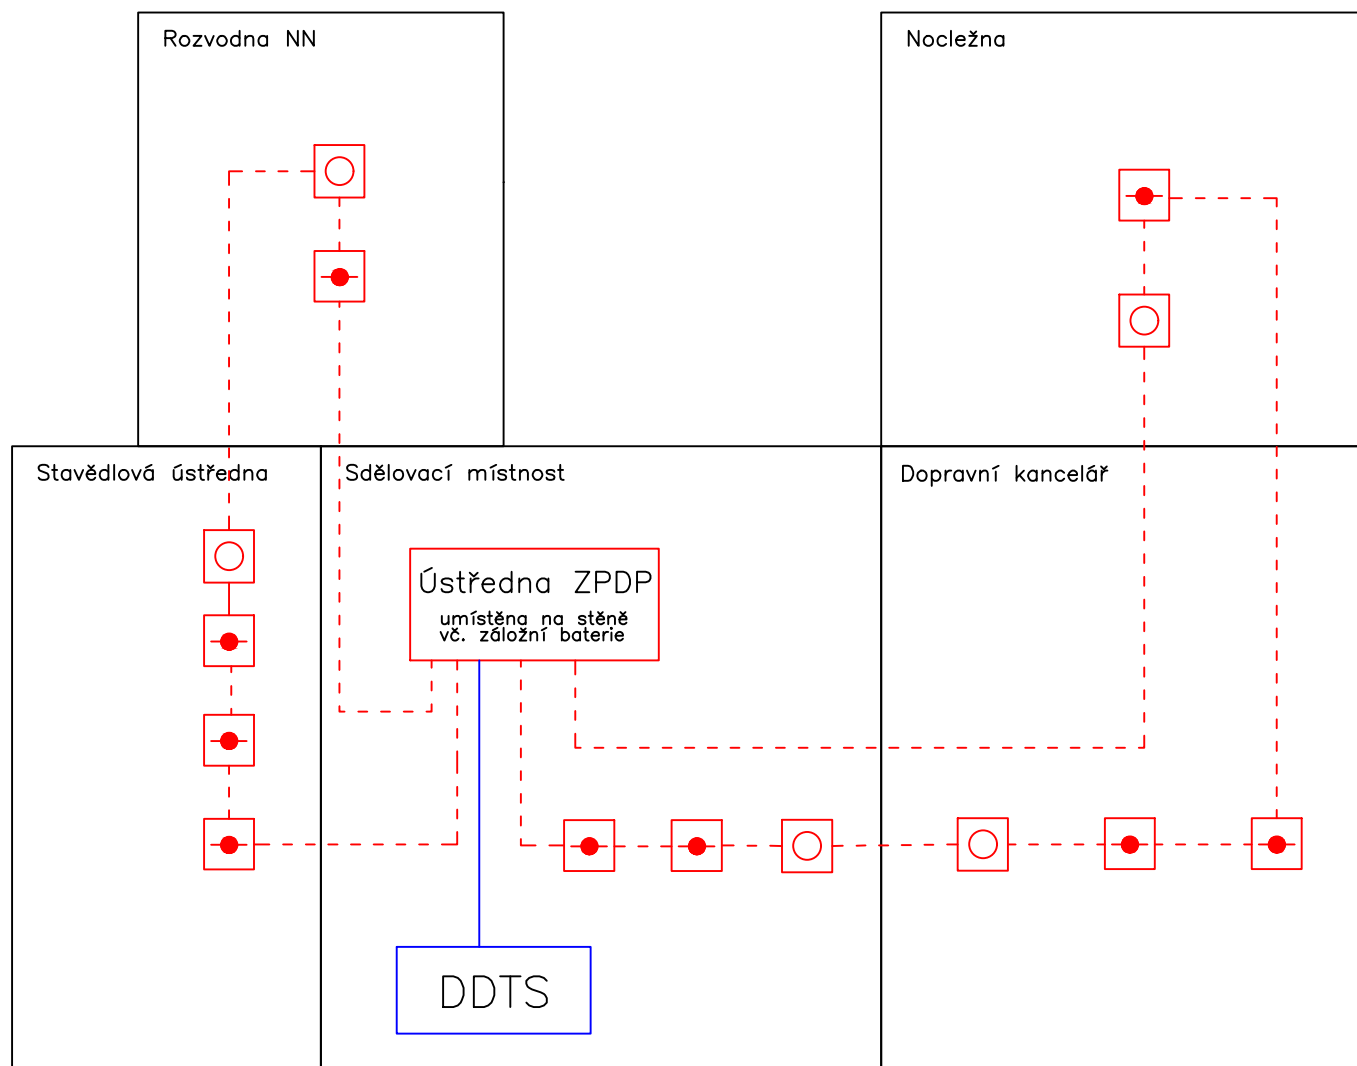 Rozvodna NN
Nocležna
Stavědlová ústředna
Sdělovací místnost
Dopravní kancelář
Ústředna ZPDP
umístěna na stěně
vč. záložní baterie
DDTS